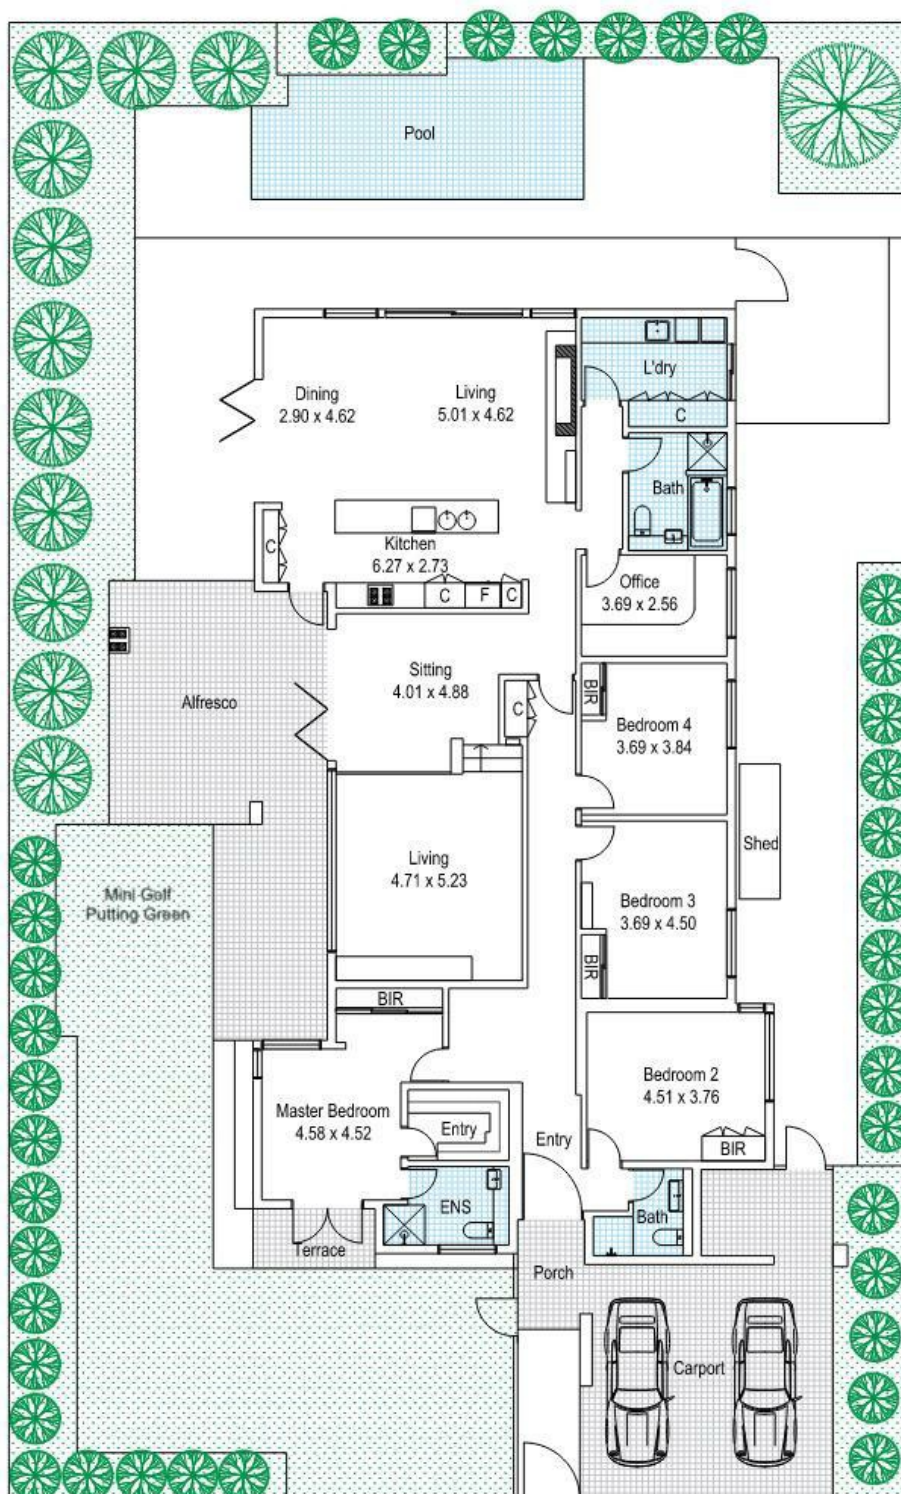 Pool
L'dry
Dining
2.90 x 4.62
Living
5.01 x 4.62
C
Bath
C
Kitchen
6.27 x 2.73
C
F
C
Office
3.69 x 2.56
Sitting
4.01 x 4.88
BIR
Alfresco
C
Bedroom 4
3.69 x 3.84
Shed
Living
4.71 x 5.23
Mini Golf
Putting Green
Bedroom 3
3.69 x 4.50
BIR
BIR
Bedroom 2
4.51 x 3.76
Master Bedroom
4.58 x 4.52
Entry
Entry
BIR
ENS
Bath
Terrace
Porch
Carport